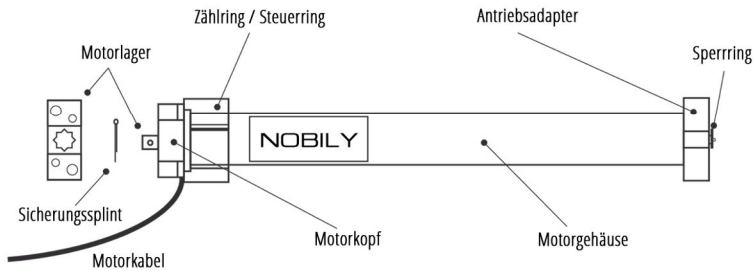 Zählring / Steuerring
Antriebsadapter
Motorlager
Sperrring
NOBILY
Sicherungssplint
Motorkopf
Motorgehäuse
Motorkabel